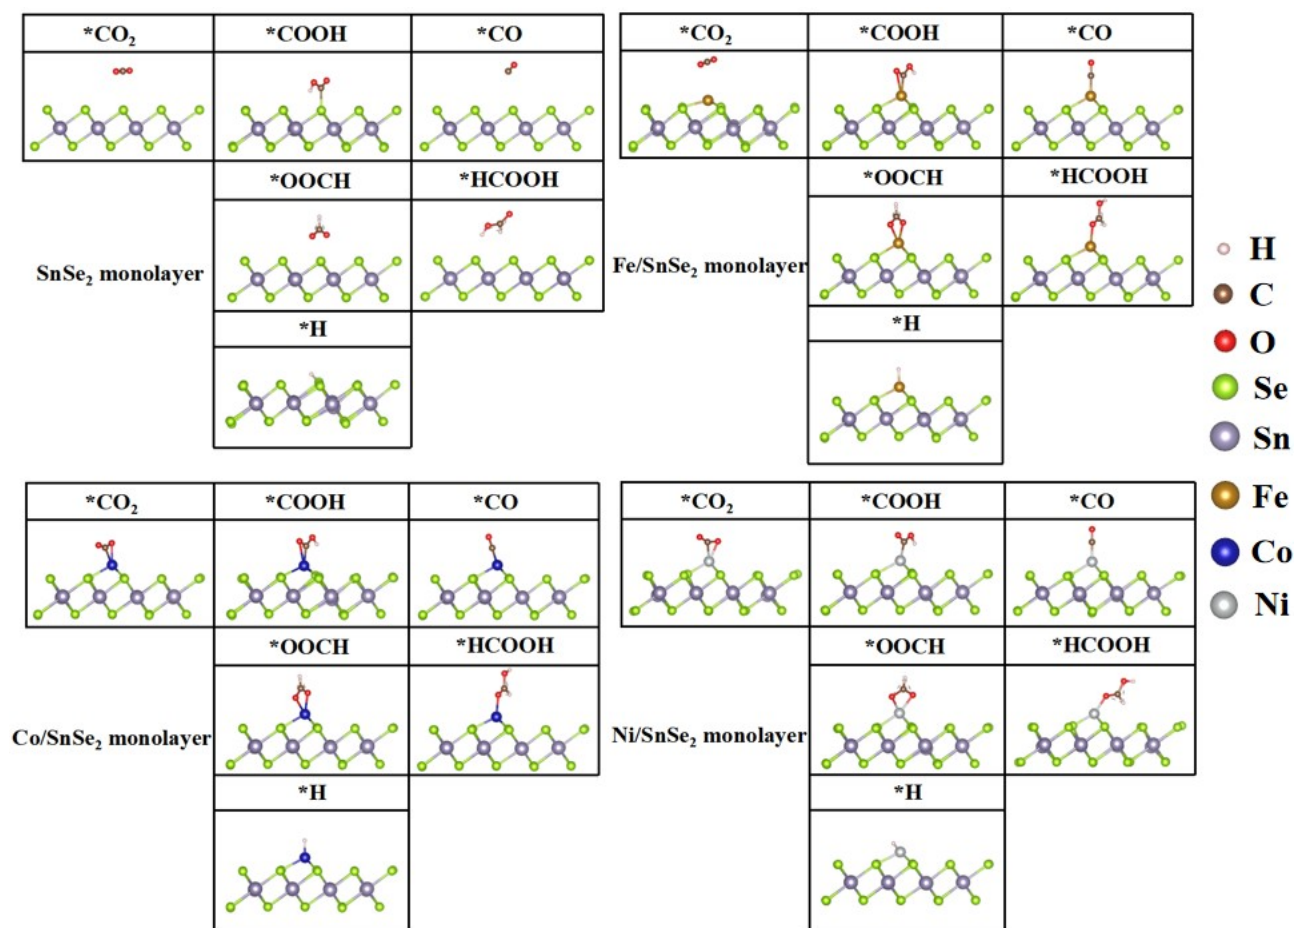 *CO₂ *COOH *CO
*OOCH *HCOOH
SnSe₂ monolayer
*H
*CO₂ *COOH *CO
*OOCH *HCOOH
Fe/SnSe₂ monolayer
*H
H
C
O
Se
Sn
Fe
Co
Ni
*CO₂ *COOH *CO
*OOCH *HCOOH
Co/SnSe₂ monolayer
*H
*CO₂ *COOH *CO
*OOCH *HCOOH
Ni/SnSe₂ monolayer
*H